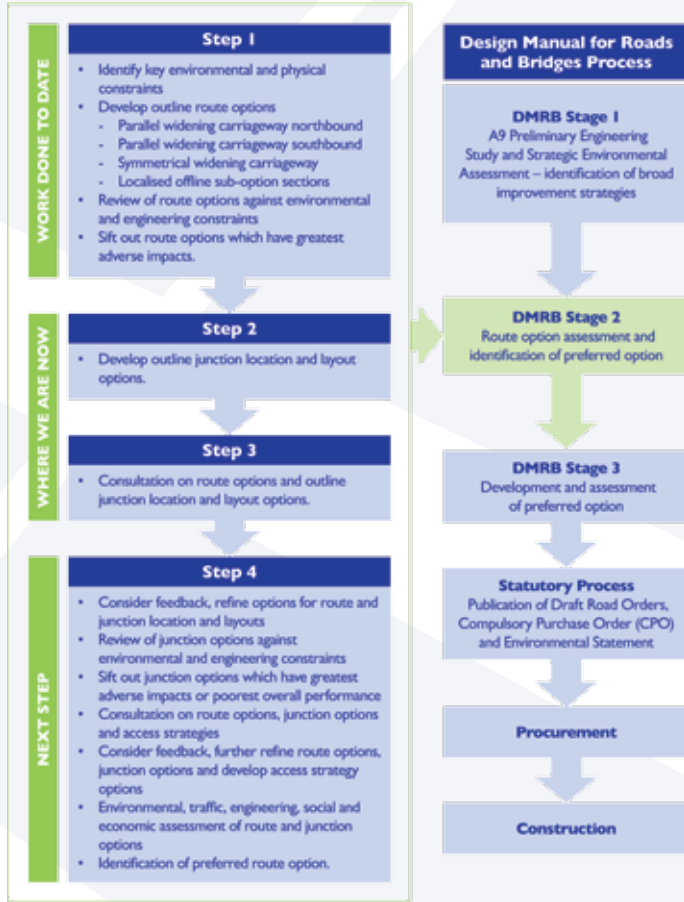 WORK DONE TO DATE
Step 1
• Identify key environmental and physical
constraints
• Develop outline route options
- Parallel widening carriageway northbound
- Parallel widening carriageway southbound
- Symmetrical widening carriageway
- Localised offline sub-option sections
• Review of route options against environmental
and engineering constraints
• Sift out route options which have greatest
adverse impacts.
WHERE WE ARE NOW
Step 2
• Develop outline junction location and layout
options.
Step 3
• Consultation on route options and outline
junction location and layout options.
NEXT STEP
Step 4
• Consider feedback, refine options for route and
junction location and layouts
• Review of junction options against
environmental and engineering constraints
• Sift out junction options which have greatest
adverse impacts or poorest overall performance
• Consultation on route options, junction options
and access strategies
• Consider feedback, further refine route options,
junction options and develop access strategy
options
• Environmental, traffic, engineering, social and
economic assessment of route and junction
options
• Identification of preferred route option.
Design Manual for Roads
and Bridges Process
DMRB Stage 1
A9 Preliminary Engineering
Study and Strategic Environmental
Assessment – identification of broad
improvement strategies
DMRB Stage 2
Route option assessment and
identification of preferred option
DMRB Stage 3
Development and assessment
of preferred option
Statutory Process
Publication of Draft Road Orders,
Compulsory Purchase Order (CPO)
and Environmental Statement
Procurement
Construction